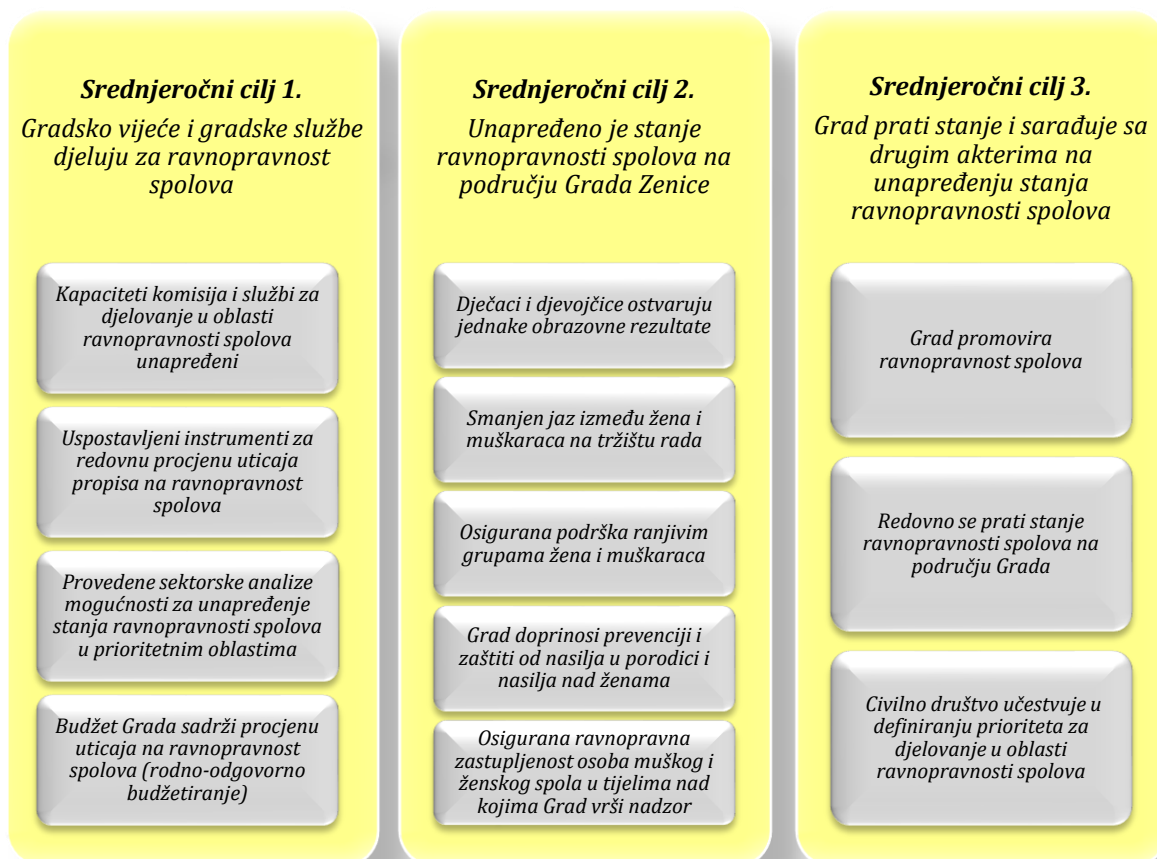 Srednjeročni cilj 1.
Gradsko vijeće i gradske službe
djeluju za ravnopravnost
spolova
Kapaciteti komisija i službi za
djelovanje u oblasti
ravnopravnosti spolova
unapređeni
Uspostavljeni instrumenti za
redovnu procjenu uticaja
propisa na ravnopravnost
spolova
Provedene sektorske analize
mogućnosti za unapređenje
stanja ravnopravnosti spolova
u prioritetnim oblastima
Budžet Grada sadrži procjenu
uticaja na ravnopravnost
spolova (rodno-odgovorno
budžetiranje)
Srednjeročni cilj 2.
Unapređeno je stanje
ravnopravnosti spolova na
području Grada Zenice
Dječaci i djevojčice ostvaruju
jednake obrazovne rezultate
Smanjen jaz između žena i
muškaraca na tržištu rada
Osigurana podrška ranjivim
grupama žena i muškaraca
Grad doprinosi prevenciji i
zaštiti od nasilja u porodici i
nasilja nad ženama
Osigurana ravnopravna
zastupljenost osoba muškog i
ženskog spola u tijelima nad
kojima Grad vrši nadzor
Srednjeročni cilj 3.
Grad prati stanje i sarađuje sa
drugim akterima na
unapređenju stanja
ravnopravnosti spolova
Grad promovira
ravnopravnost spolova
Redovno se prati stanje
ravnopravnosti spolova na
području Grada
Civilno društvo učestvuje u
definiranju prioriteta za
djelovanje u oblasti
ravnopravnosti spolova